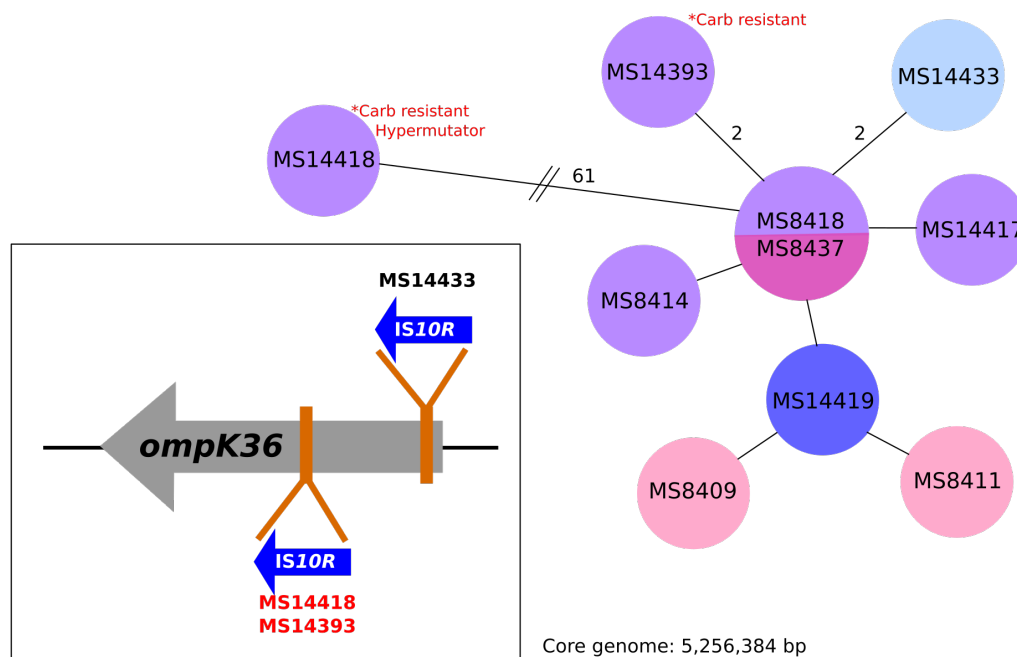 *Carb resistant
MS14393
MS14433
*Carb resistant
Hypermutator
MS14418
2
2
61
MS8418
MS8437
MS14417
MS8414
MS14419
MS8409
MS8411
MS14433
IS10R
ompK36
IS10R
MS14418
MS14393
Core genome: 5,256,384 bp